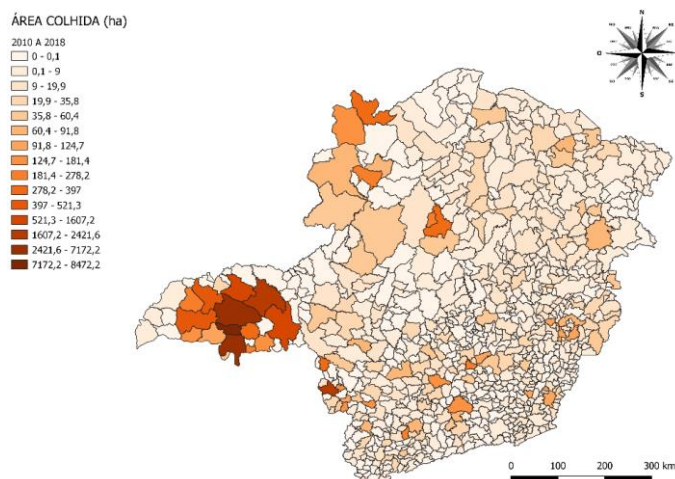 ÁREA COLHIDA (ha)
2010 A 2018
0 - 0,1
0,1 - 9
9 - 19,9
19,9 - 35,8
35,8 - 60,4
60,4 - 91,8
91,8 - 124,7
124,7 - 181,4
181,4 - 278,2
278,2 - 397
397 - 521,3
521,3 - 1607,2
1607,2 - 2421,6
2421,6 - 7172,2
7172,2 - 8472,2
N
O
E
S
0 100 200 300 km